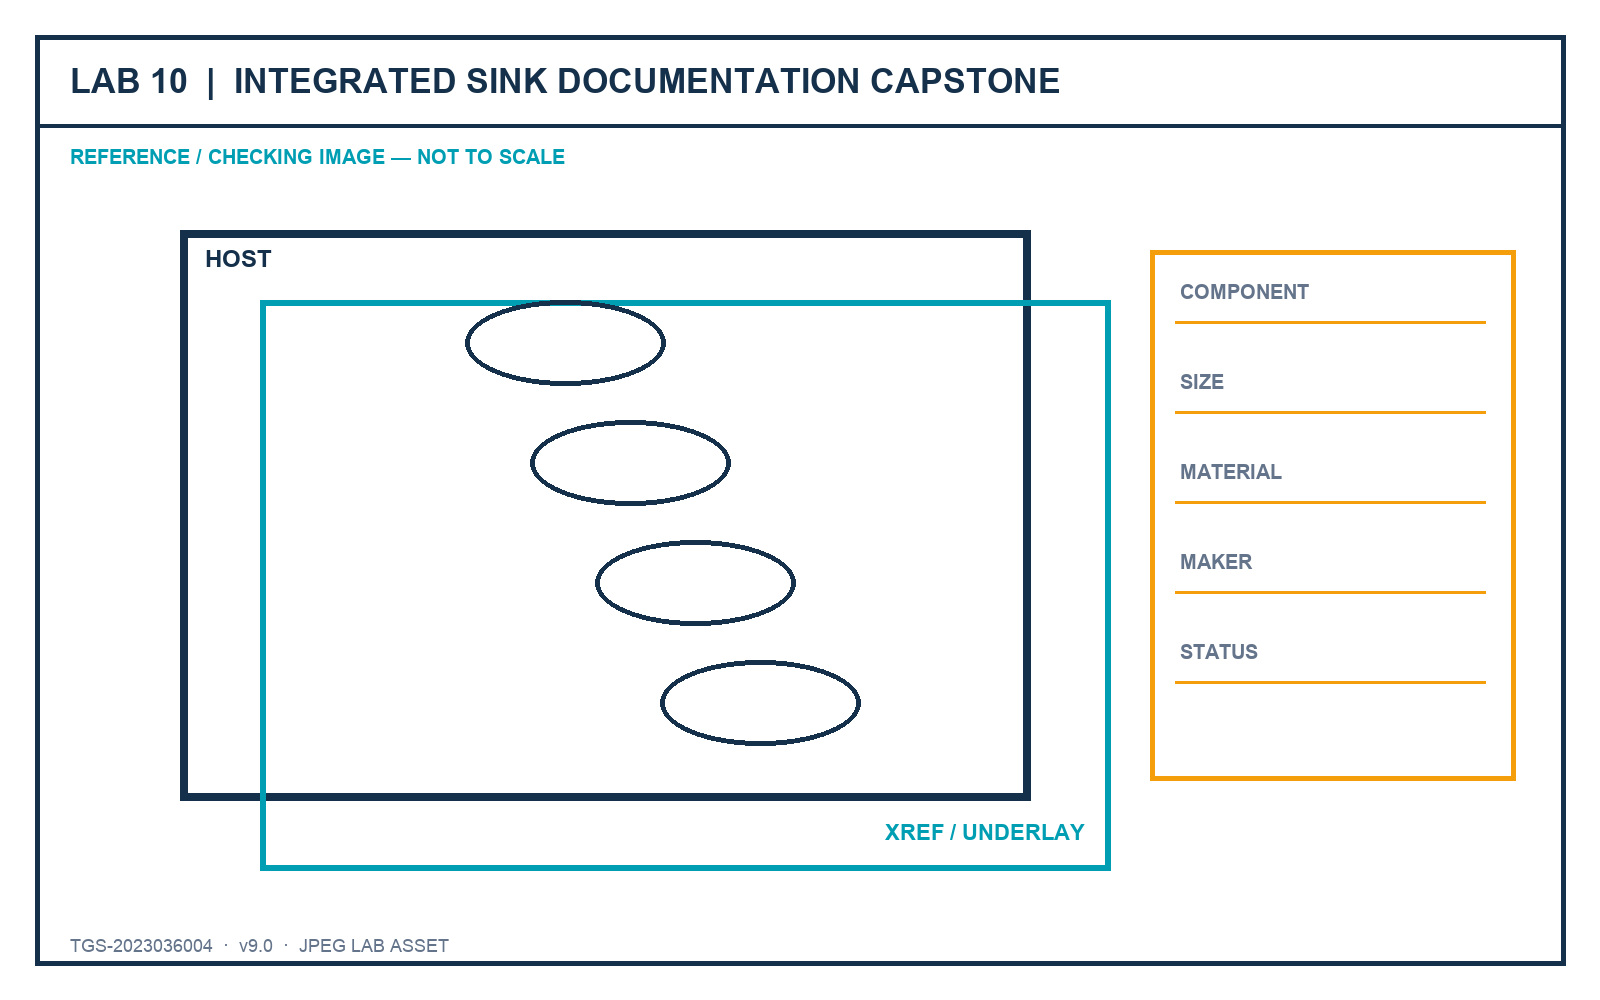 LAB 10 | INTEGRATED SINK DOCUMENTATION CAPSTONE
REFERENCE / CHECKING IMAGE — NOT TO SCALE
HOST
COMPONENT
SIZE
MATERIAL
MAKER
STATUS
XREF / UNDERLAY
TGS-2023036004 · v9.0 · JPEG LAB ASSET